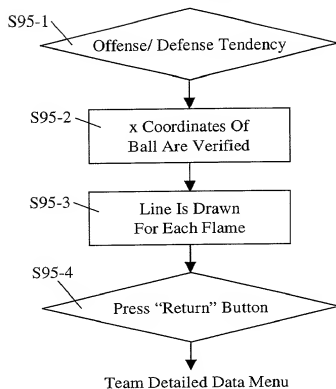 S95-1
Offense/ Defense Tendency
S95-2
x Coordinates Of
Ball Are Verified
S95-3
Line Is Drawn
For Each Flame
S95-4
Press “Return” Button
Team Detailed Data Menu